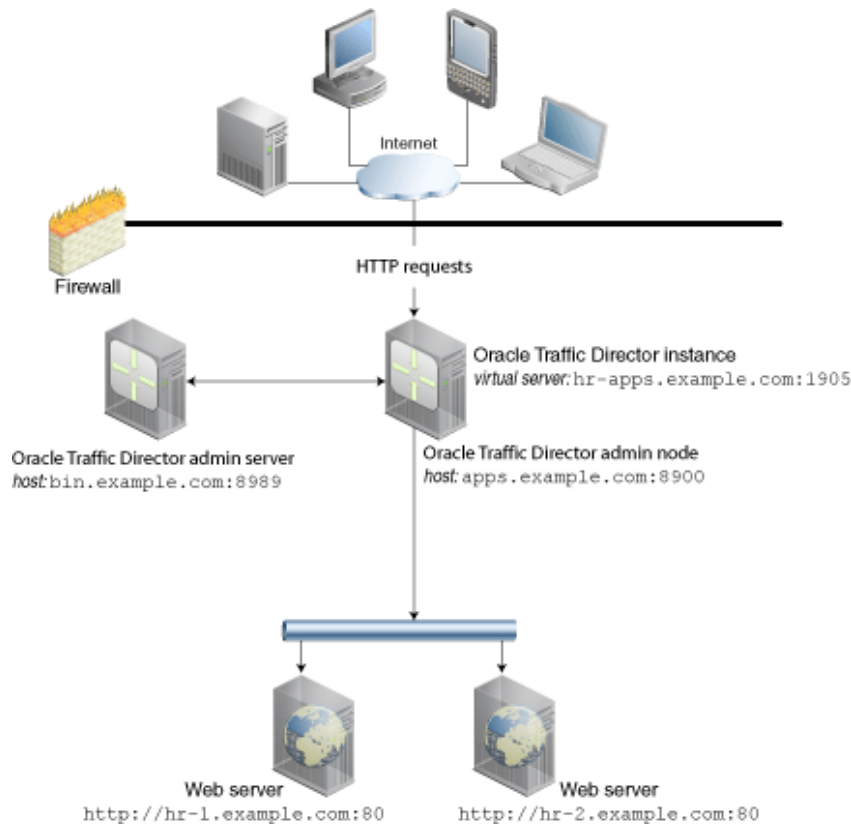 Internet
HTTP requests
Firewall
Oracle Traffic Director instance
virtual server:hr-apps.example.com:1905
Oracle Traffic Director admin server
host:bin.example.com:8989
Oracle Traffic Director admin node
host:apps.example.com:8900
Web server
http://hr-1.example.com:80
Web server
http://hr-2.example.com:80